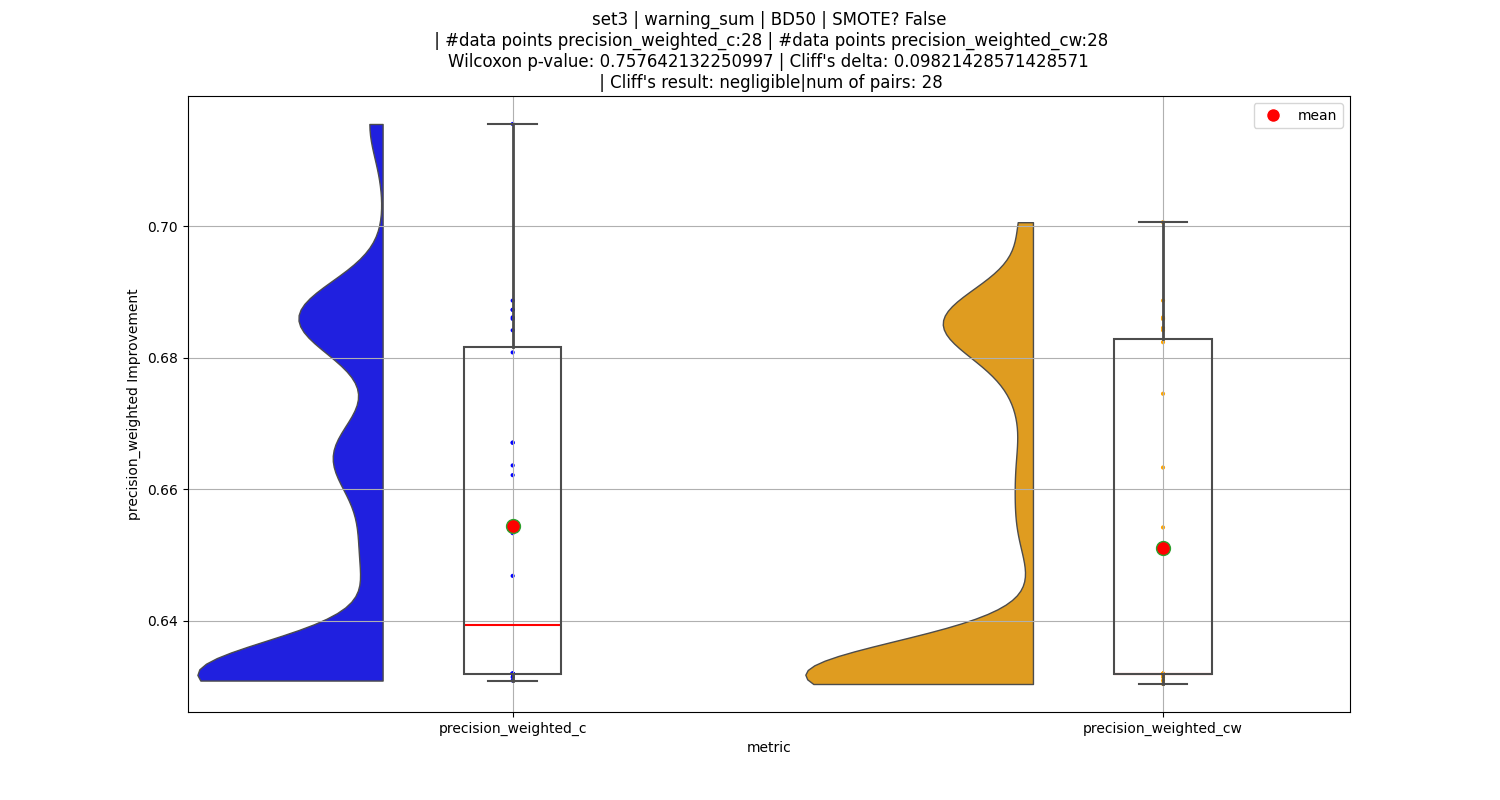 set3 | warning_sum | BD50 | SMOTE? False
| #data points precision_weighted_c:28 | #data points precision_weighted_cw:28
Wilcoxon p-value: 0.757642132250997 | Cliff's delta: 0.09821428571428571
| Cliff's result: negligible|num of pairs: 28
mean
precision_weighted Improvement
0.70
0.68
0.66
0.64
precision_weighted_c
precision_weighted_cw
metric